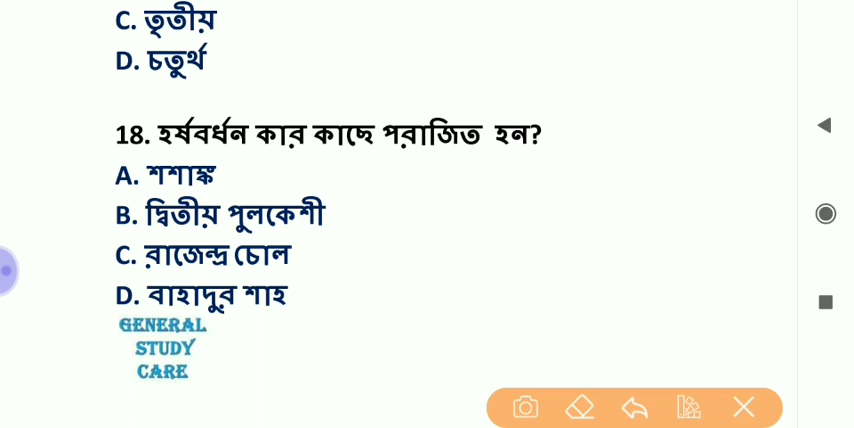 C. তৃতীয়
D. চতুর্থ
18. হর্ষবর্ধন কার কাছে পরাজিত হন?
A. শশাঙ্ক
B. দ্বিতীয় পুলকেশী
C. রাজেন্দ্র চোল
D. বাহাদুর শাহ
GENERAL
STUDY
CARE